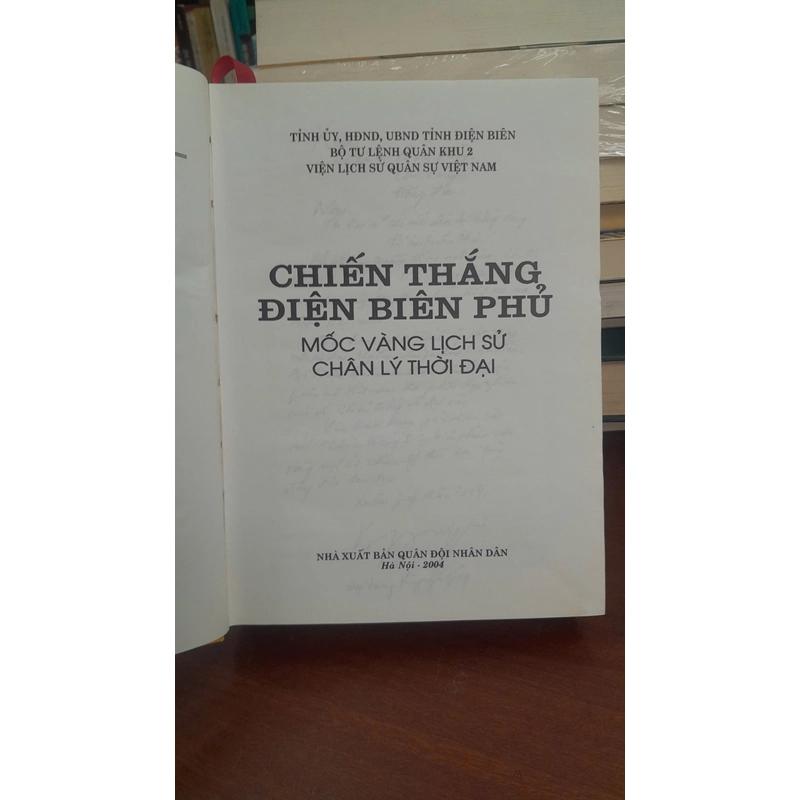 TỈNH ỦY, HĐND, UBND TỈNH ĐIỆN BIÊN
BỘ TƯ LỆNH QUÂN KHU 2
VIỆN LỊCH SỬ QUÂN SỰ VIỆT NAM
CHIẾN THẮNG
ĐIỆN BIÊN PHỦ
MỐC VÀNG LỊCH SỬ
CHÂN LÝ THỜI ĐẠI
NHÀ XUẤT BẢN QUÂN ĐỘI NHÂN DÂN
Hà Nội - 2004